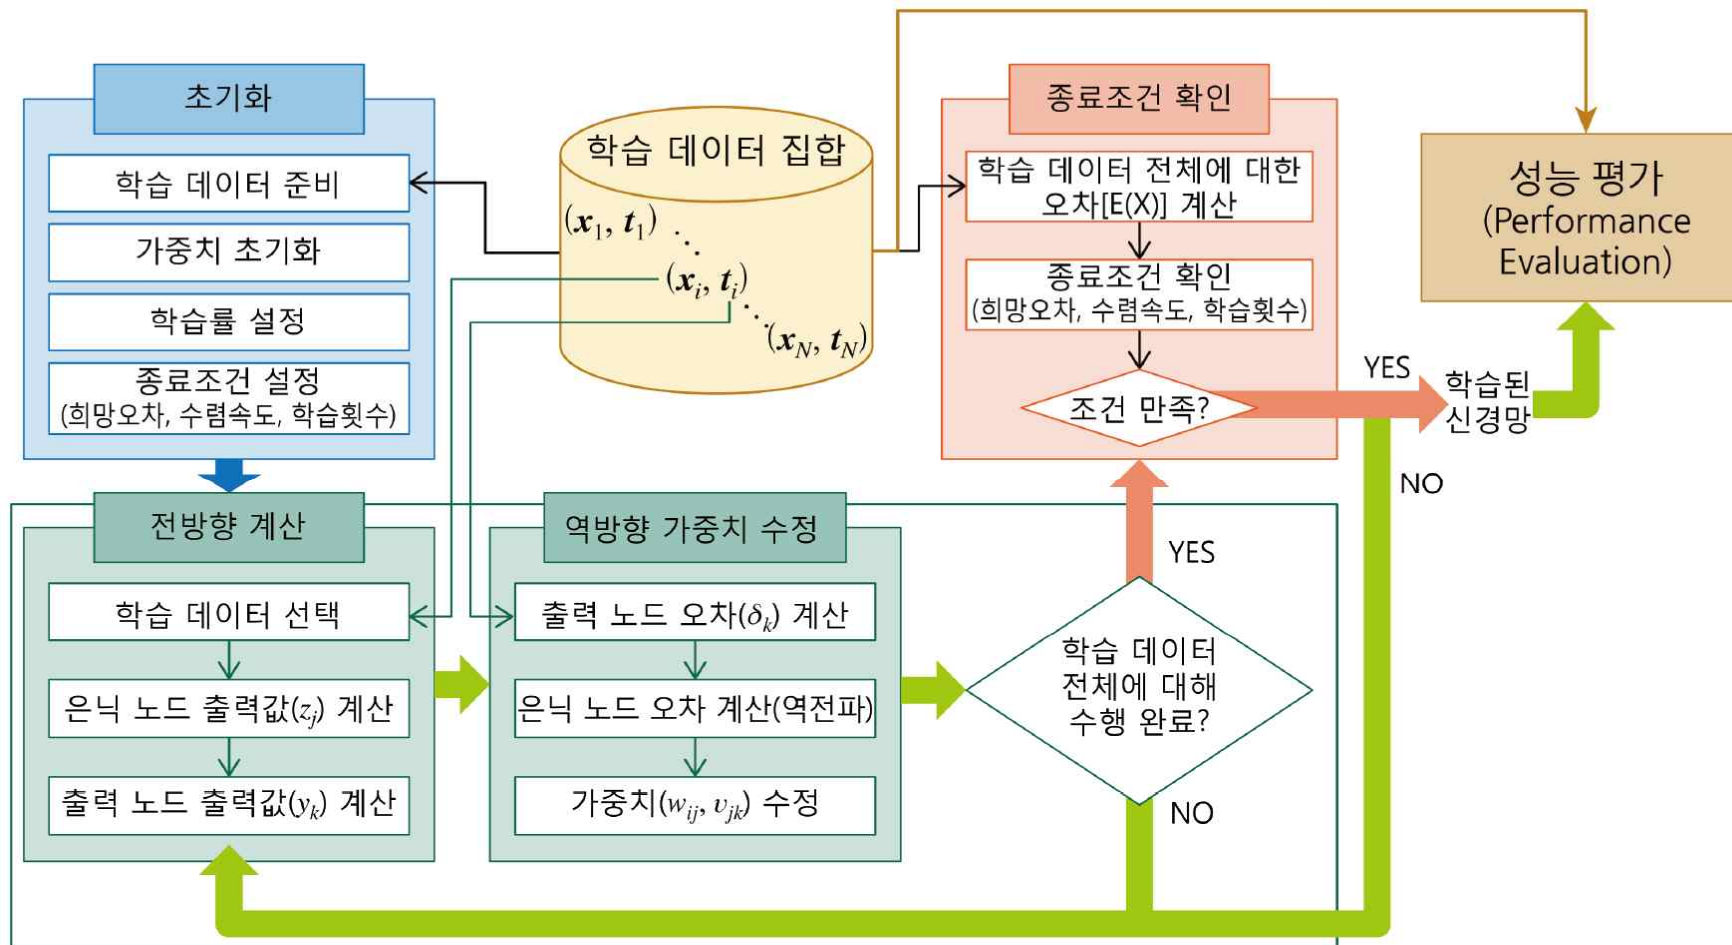 초기화
학습 데이터 준비
가중치 초기화
학습률 설정
종료조건 설정
(희망오차, 수렴속도, 학습횟수)
학습 데이터 집합
(x₁, t₁)
(xᵢ, tᵢ)
(x_N, t_N)
종료조건 확인
학습 데이터 전체에 대한
오차[E(X)] 계산
종료조건 확인
(희망오차, 수렴속도, 학습횟수)
조건 만족?
YES
NO
학습된
신경망
성능 평가
(Performance
Evaluation)
전방향 계산
학습 데이터 선택
은닉 노드 출력값(z_j) 계산
출력 노드 출력값(y_k) 계산
역방향 가중치 수정
출력 노드 오차(δ_k) 계산
은닉 노드 오차 계산(역전파)
가중치(w_ij, v_jk) 수정
YES
학습 데이터
전체에 대해
수행 완료?
NO